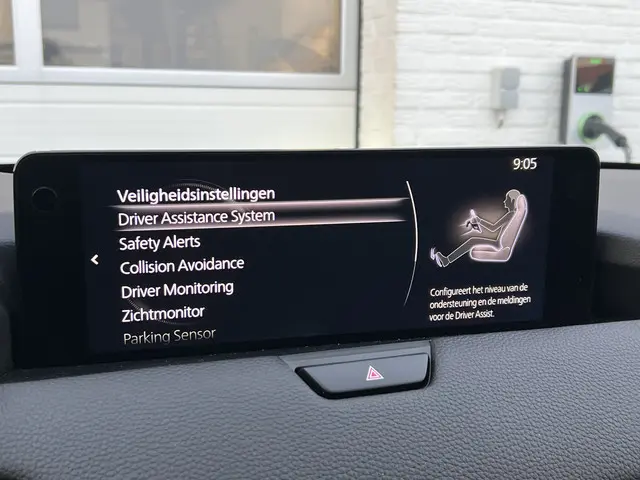 9:05
Veiligheidsinstellingen
Driver Assistance System
Safety Alerts
Collision Avoidance
Driver Monitoring
Zichtmonitor
Parking Sensor
Configureert het niveau van de
ondersteuning en de meldingen
voor de Driver Assist.